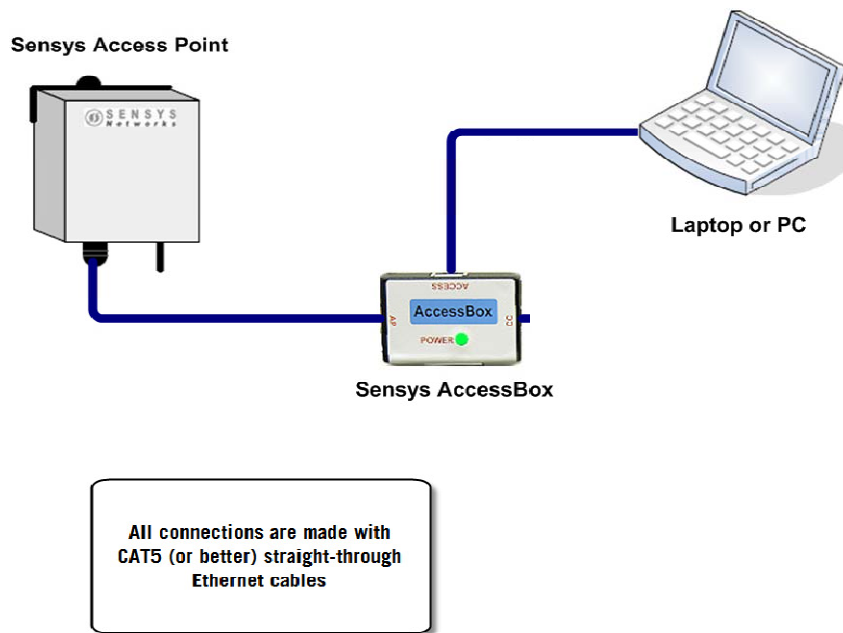 Sensys Access Point
SENSYS
Networks
Laptop or PC
ACCESS
AccessBox
AP
CC
POWER
Sensys AccessBox
All connections are made with
CAT5 (or better) straight-through
Ethernet cables